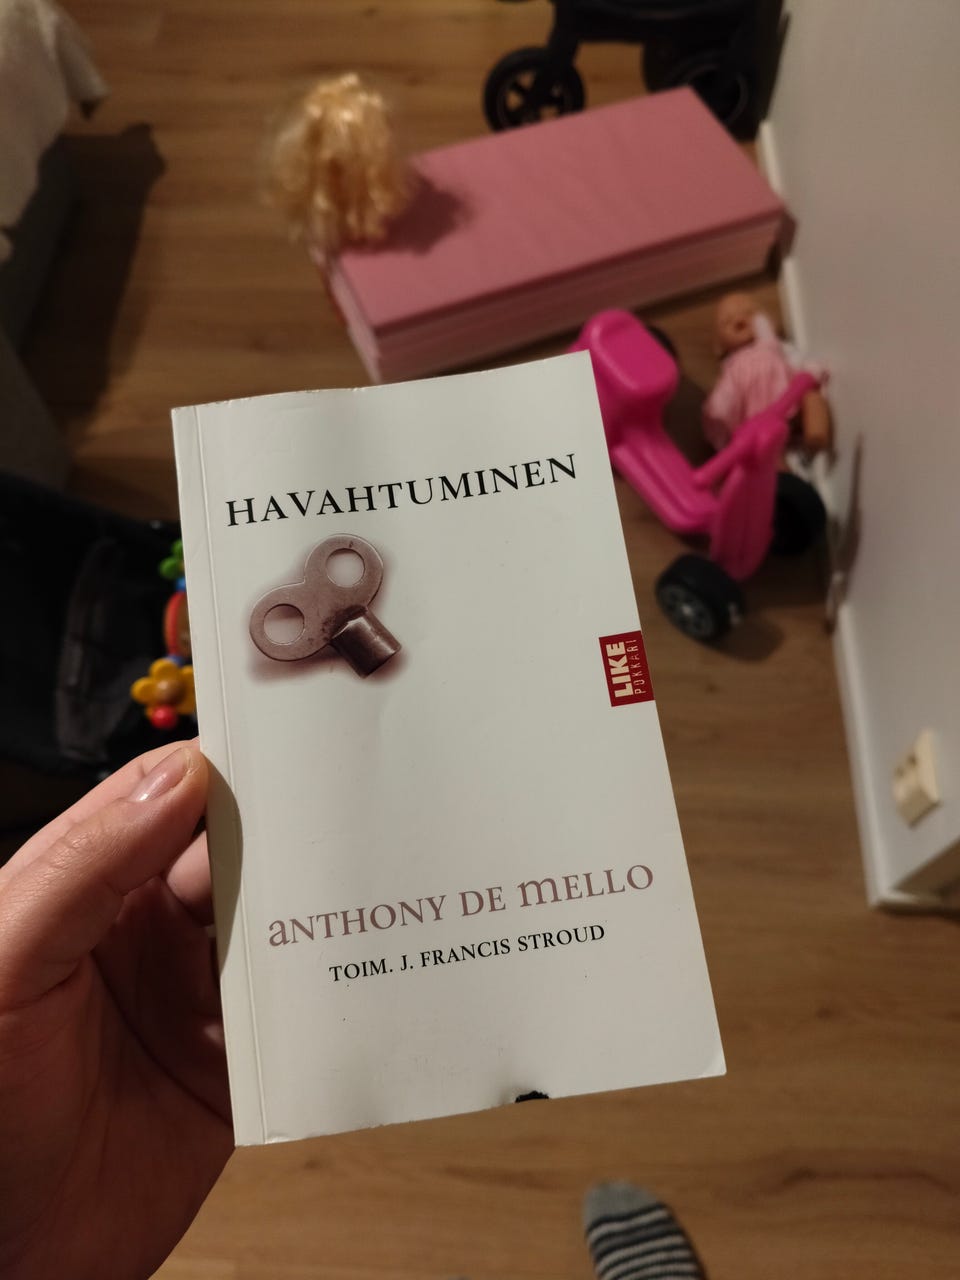 HAVAHTUMINEN
LIKE
POKKARI
aNTHONY DE mELLO
TOIM. J. FRANCIS STROUD